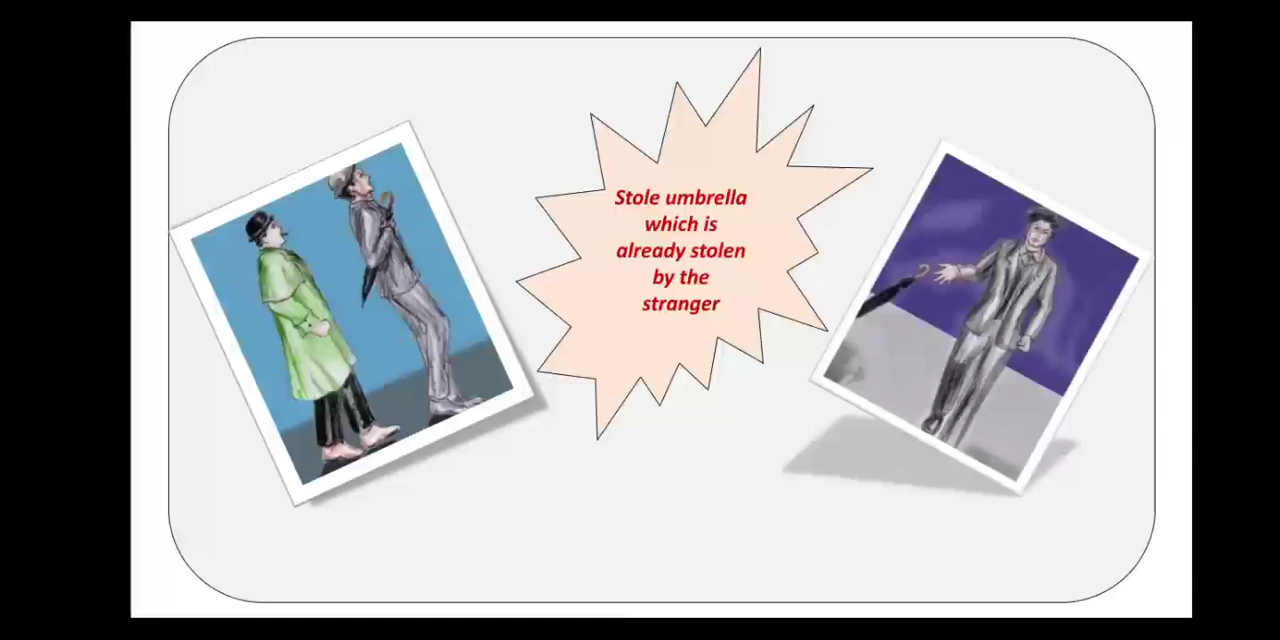 Stole umbrella
which is
already stolen
by the
stranger